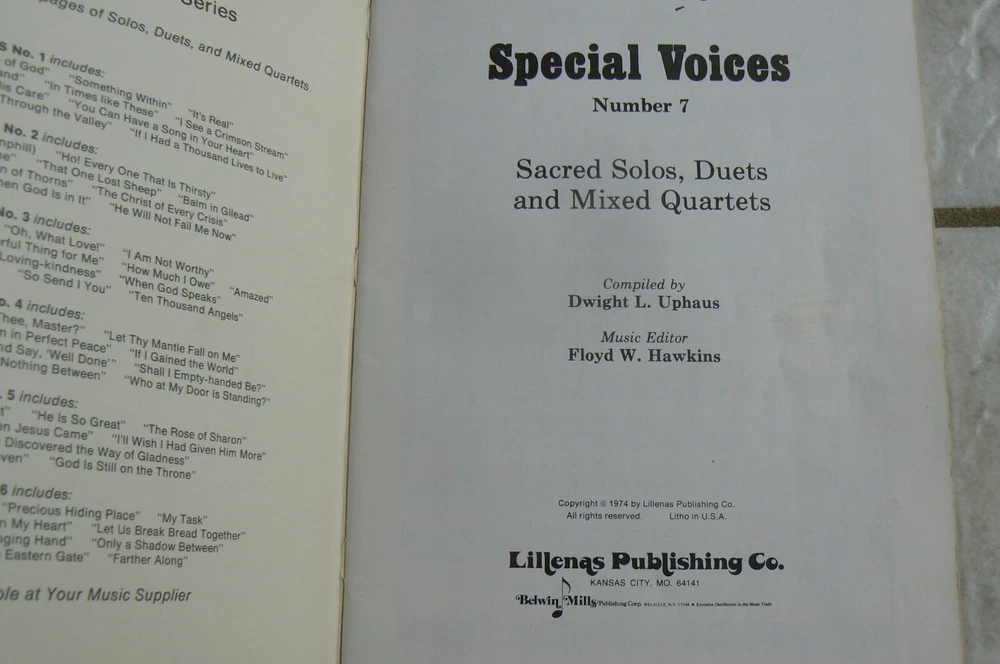 Series
pages of Solos, Duets, and Mixed Quartets
No. 1 includes:
of God" "Something Within" "It's Real"
"In Times like These" "I See a Crimson Stream"
Care" "You Can Have a Song in Your Heart"
Through the Valley" "If I Had a Thousand Lives to Live"
No. 2 includes:
"Ho! Every One That Is Thirsty"
"That One Lost Sheep" "Balm in Gilead"
of Thorns" "The Christ of Every Crisis"
God Is in It" "He Will Not Fail Me Now"
No. 3 includes:
"Oh, What Love!" "I Am Not Worthy"
Thing for Me" "How Much I Owe" "Amazed"
Loving-kindness" "When God Speaks"
"So Send I You" "Ten Thousand Angels"
4 includes:
Thee, Master?" "Let Thy Mantle Fall on Me"
in Perfect Peace" "If I Gained the World"
Say, 'Well Done'" "Shall I Empty-handed Be?"
Nothing Between" "Who at My Door Is Standing?"
5 includes:
"He Is So Great" "The Rose of Sharon"
Jesus Came" "I'll Wish I Had Given Him More"
Discovered the Way of Gladness"
"God Is Still on the Throne"
6 includes:
"Precious Hiding Place" "My Task"
My Heart" "Let Us Break Bread Together"
Hand" "Only a Shadow Between"
Eastern Gate" "Farther Along"
at Your Music Supplier
Special Voices
Number 7
Sacred Solos, Duets
and Mixed Quartets
Compiled by
Dwight L. Uphaus
Music Editor
Floyd W. Hawkins
Copyright © 1974 by Lillenas Publishing Co.
All rights reserved. Litho in U.S.A.
Lillenas Publishing Co.
KANSAS CITY, MO. 64141
Belwin Mills Publishing Corp. MELVILLE, N.Y. 11746 ★ Exclusive Distributors to the Music Trade